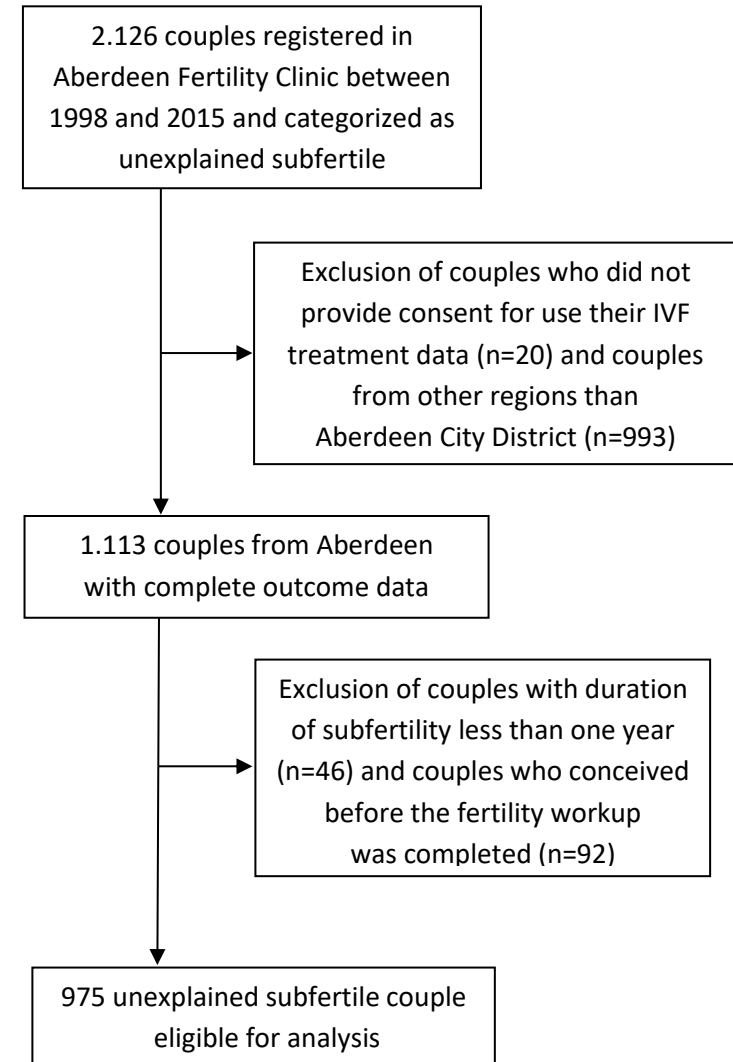 2.126 couples registered in
Aberdeen Fertility Clinic between
1998 and 2015 and categorized as
unexplained subfertile
Exclusion of couples who did not
provide consent for use their IVF
treatment data (n=20) and couples
from other regions than
Aberdeen City District (n=993)
1.113 couples from Aberdeen
with complete outcome data
Exclusion of couples with duration
of subfertility less than one year
(n=46) and couples who conceived
before the fertility workup
was completed (n=92)
975 unexplained subfertile couple
eligible for analysis